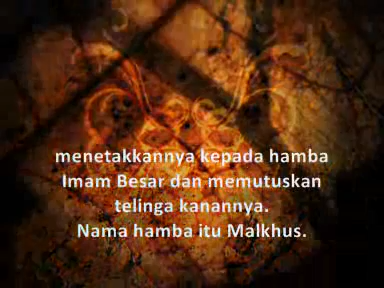 menetakkannya kepada hamba
Imam Besar dan memutuskan
telinga kanannya.
Nama hamba itu Malkhus.